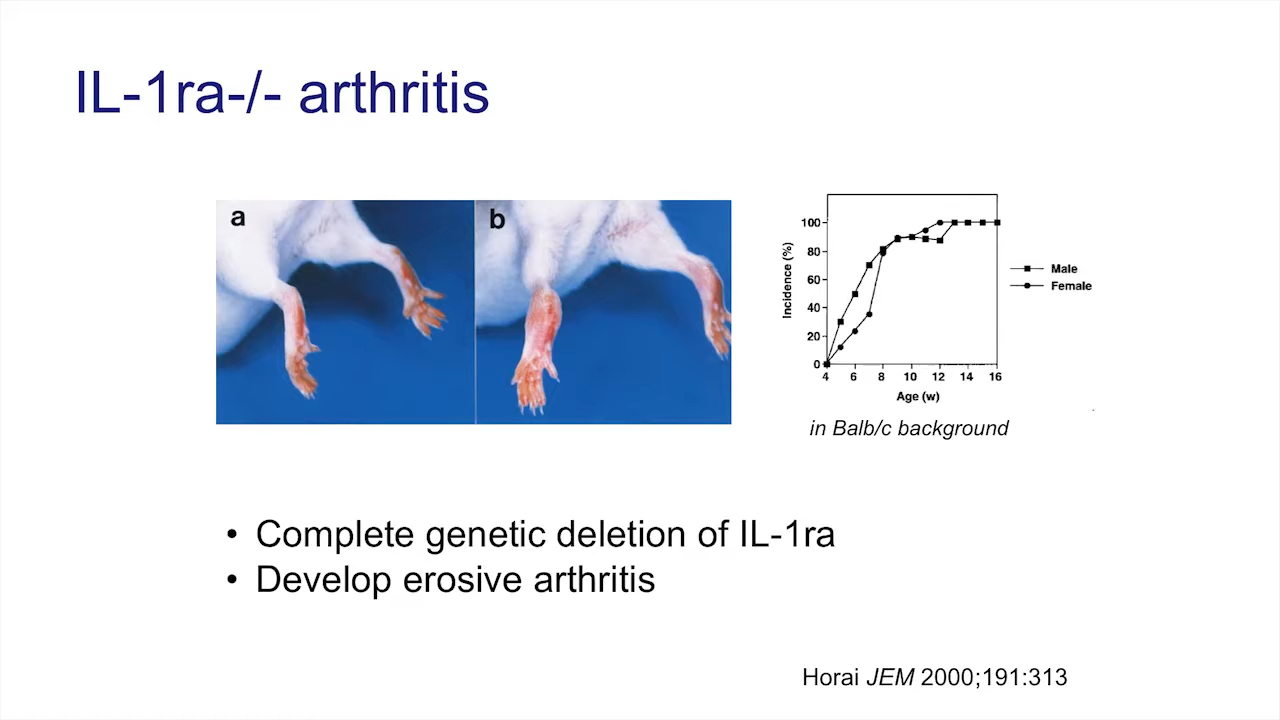 IL-1ra-/- arthritis
a
b
100
80
60
40
20
0
Incidence (%)
4 6 8 10 12 14 16
Age (w)
Male
Female
in Balb/c background
• Complete genetic deletion of IL-1ra
• Develop erosive arthritis
Horai JEM 2000;191:313